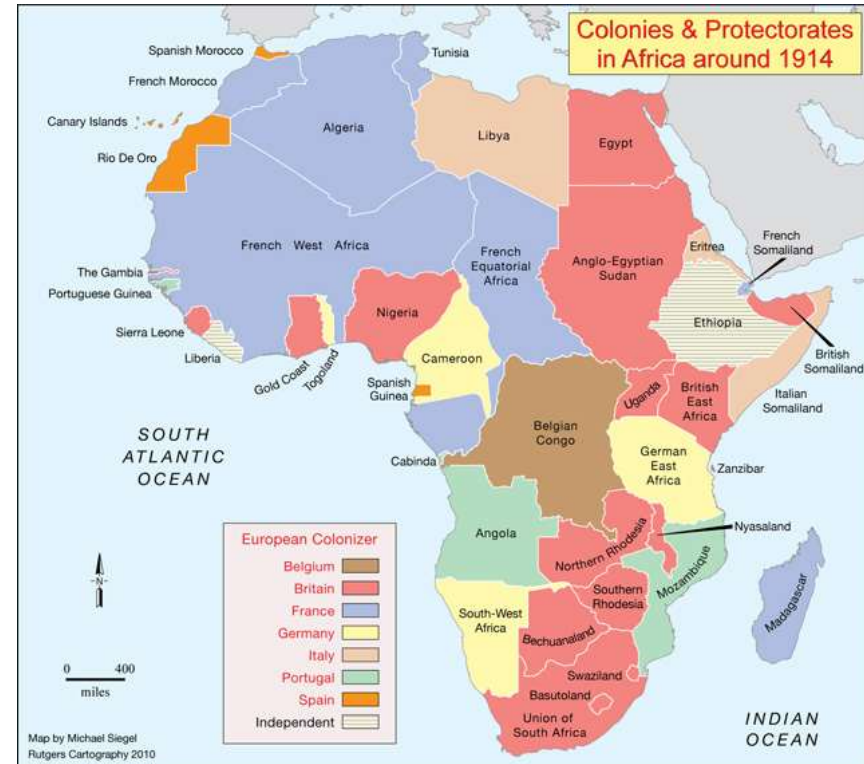 Colonies & Protectorates
in Africa around 1914
Spanish Morocco
Tunisia
French Morocco
Canary Islands
Algeria
Libya
Egypt
Rio De Oro
French West Africa
French
Equatorial
Africa
Anglo-Egyptian
Sudan
Eritrea
French
Somaliland
The Gambia
Portuguese Guinea
Nigeria
Ethiopia
Sierra Leone
Liberia
Gold Coast
Togoland
Cameroon
British
Somaliland
Spanish
Guinea
Uganda
British
East
Africa
Italian
Somaliland
Belgian
Congo
SOUTH
ATLANTIC
OCEAN
Cabinda
German
East
Africa
Zanzibar
Angola
Nyasaland
Northern Rhodesia
Mozambique
Southern
Rhodesia
South-West
Africa
Bechuanaland
Madagascar
Swaziland
Basutoland
Union of
South Africa
INDIAN
OCEAN
European Colonizer
Belgium
Britain
France
Germany
Italy
Portugal
Spain
Independent
N
0 400
miles
Map by Michael Siegel
Rutgers Cartography 2010